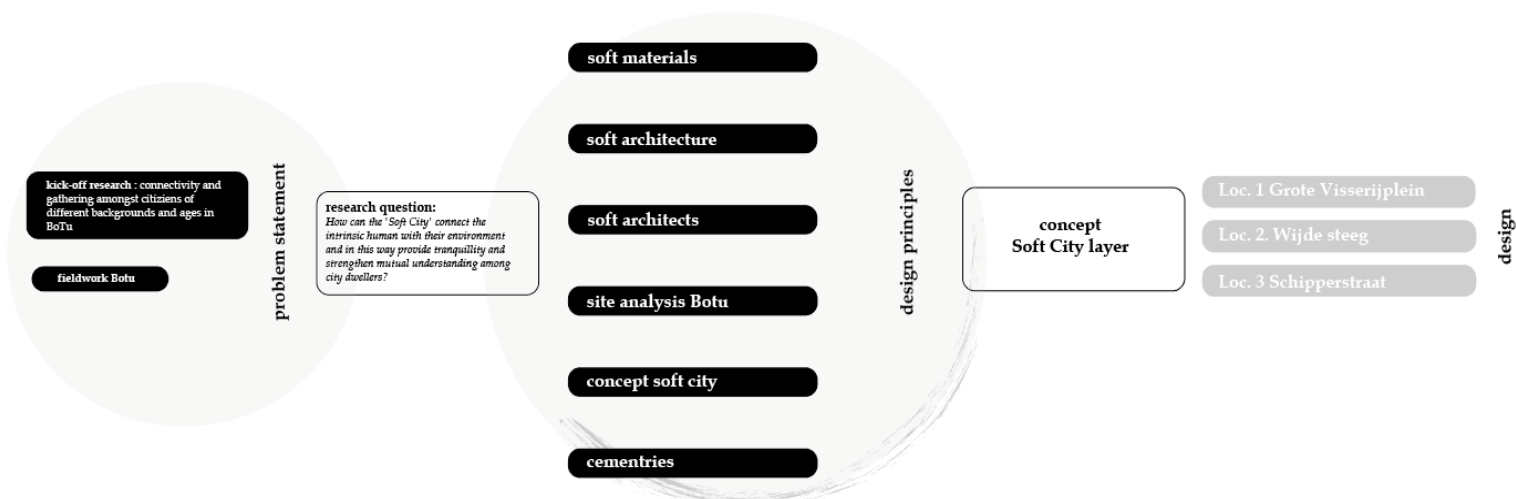 kick-off research : connectivity and
gathering amongst citiziens of
different backgrounds and ages in
BoTu
fieldwork Botu
problem statement
research question:
How can the 'Soft City' connect the
intrinsic human with their environment
and in this way provide tranquillity and
strengthen mutual understanding among
city dwellers?
soft materials
soft architecture
soft architects
site analysis Botu
concept soft city
cementries
design principles
concept
Soft City layer
Loc. 1 Grote Visserijplein
Loc. 2. Wijde steeg
Loc. 3 Schipperstraat
design